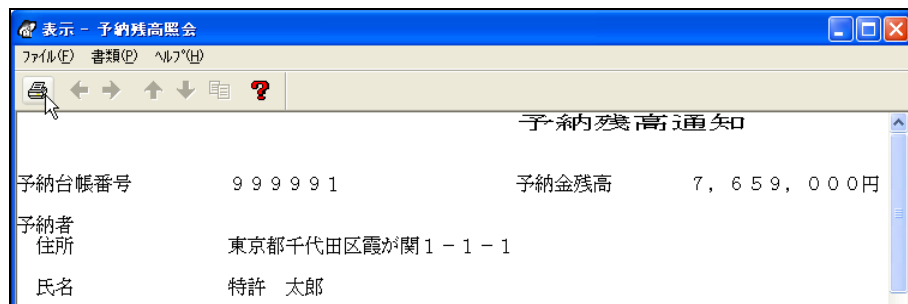 表示 - 予納残高照会
ファイル(F) 書類(P) ヘルプ(H)
?
予納残高通知
予納台帳番号 ９９９９９１ 予納金残高 ７，６５９，０００円
予納者
住所 東京都千代田区霞が関１－１－１
氏名 特許 太郎